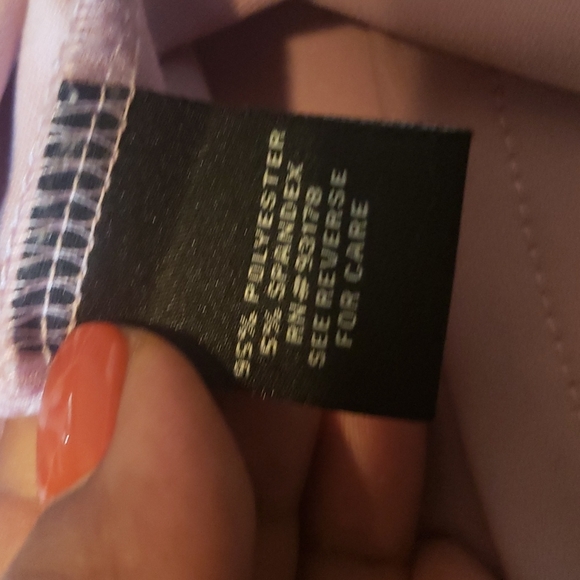 95% POLYESTER
5% SPANDEX
RN#93178
SEE REVERSE
FOR CARE